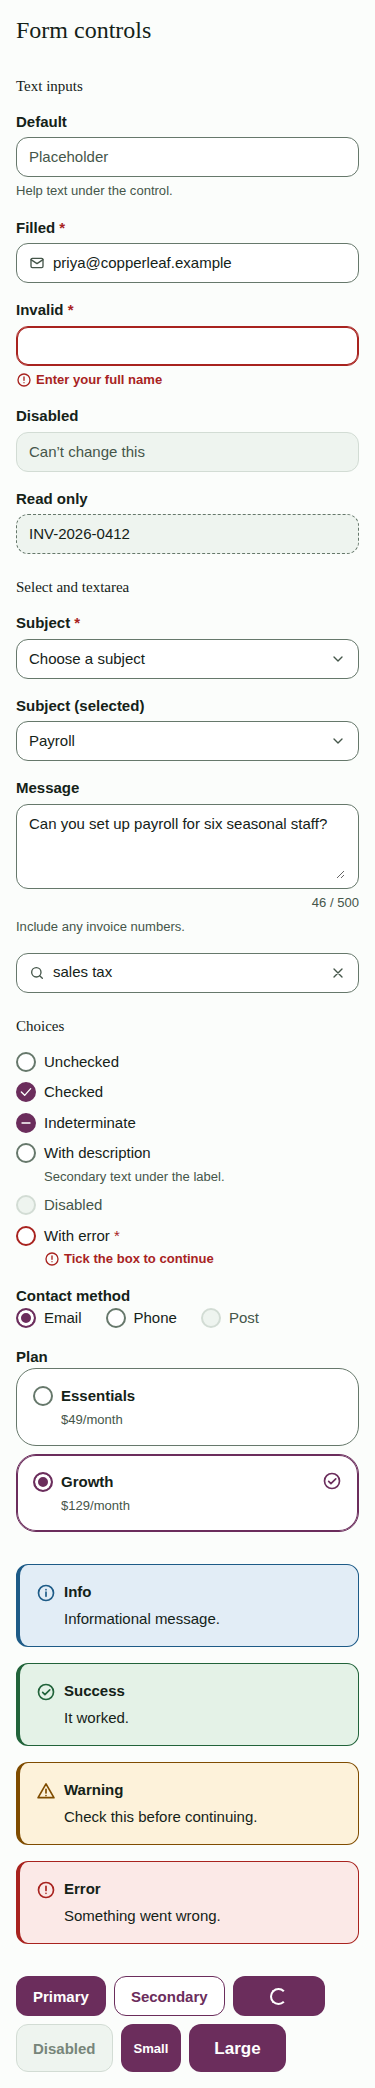 Form controls
Text inputs
Default
Placeholder
Help text under the control.
Filled *
priya@copperleaf.example
Invalid *
Enter your full name
Disabled
Can’t change this
Read only
INV-2026-0412
Select and textarea
Subject *
Choose a subject
Subject (selected)
Payroll
Message
Can you set up payroll for six seasonal staff?
46 / 500
Include any invoice numbers.
sales tax
Choices
Unchecked
Checked
Indeterminate
With description
Secondary text under the label.
Disabled
With error *
Tick the box to continue
Contact method
Email Phone Post
Plan
Essentials
$49/month
Growth
$129/month
Info
Informational message.
Success
It worked.
Warning
Check this before continuing.
Error
Something went wrong.
Primary Secondary
Disabled Small Large